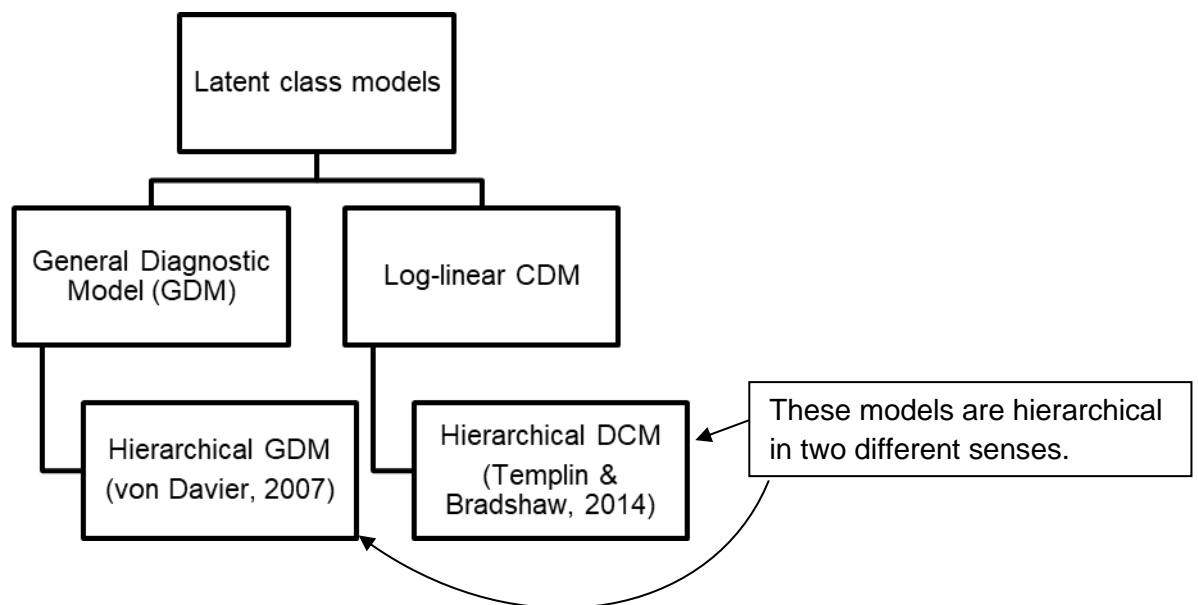 Latent class models
General Diagnostic
Model (GDM)
Log-linear CDM
Hierarchical GDM
(von Davier, 2007)
Hierarchical DCM
(Templin &
Bradshaw, 2014)
These models are hierarchical
in two different senses.